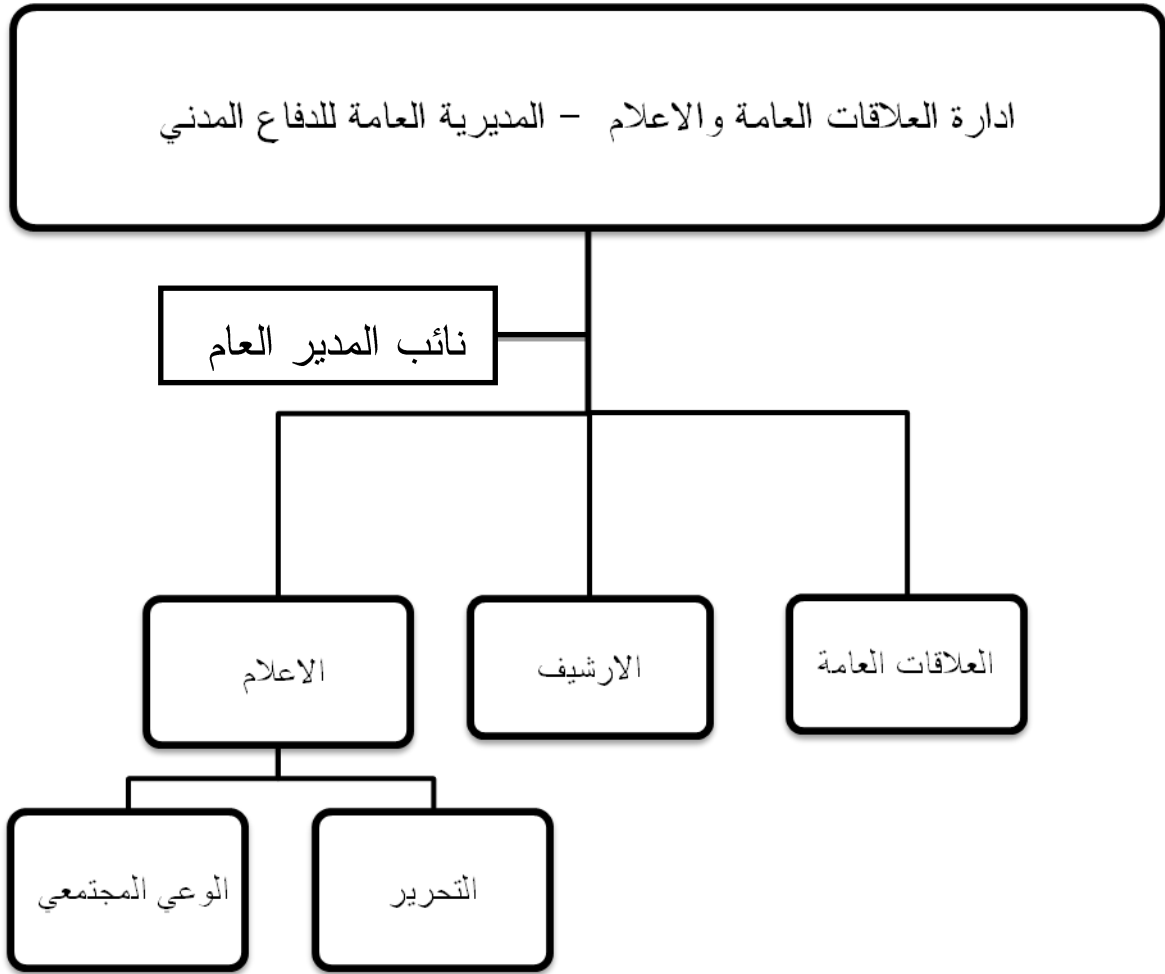 ادارة العلاقات العامة والاعلام – المديرية العامة للدفاع المدني
نائب المدير العام
العلاقات العامة
الارشيف
الاعلام
التحرير
الوعي المجتمعي